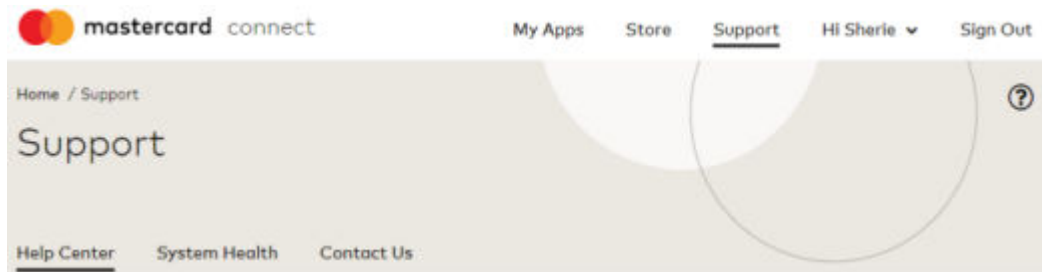 mastercard connect My Apps Store Support Hi Sherie Sign Out
Home / Support
?
Support
Help Center System Health Contact Us